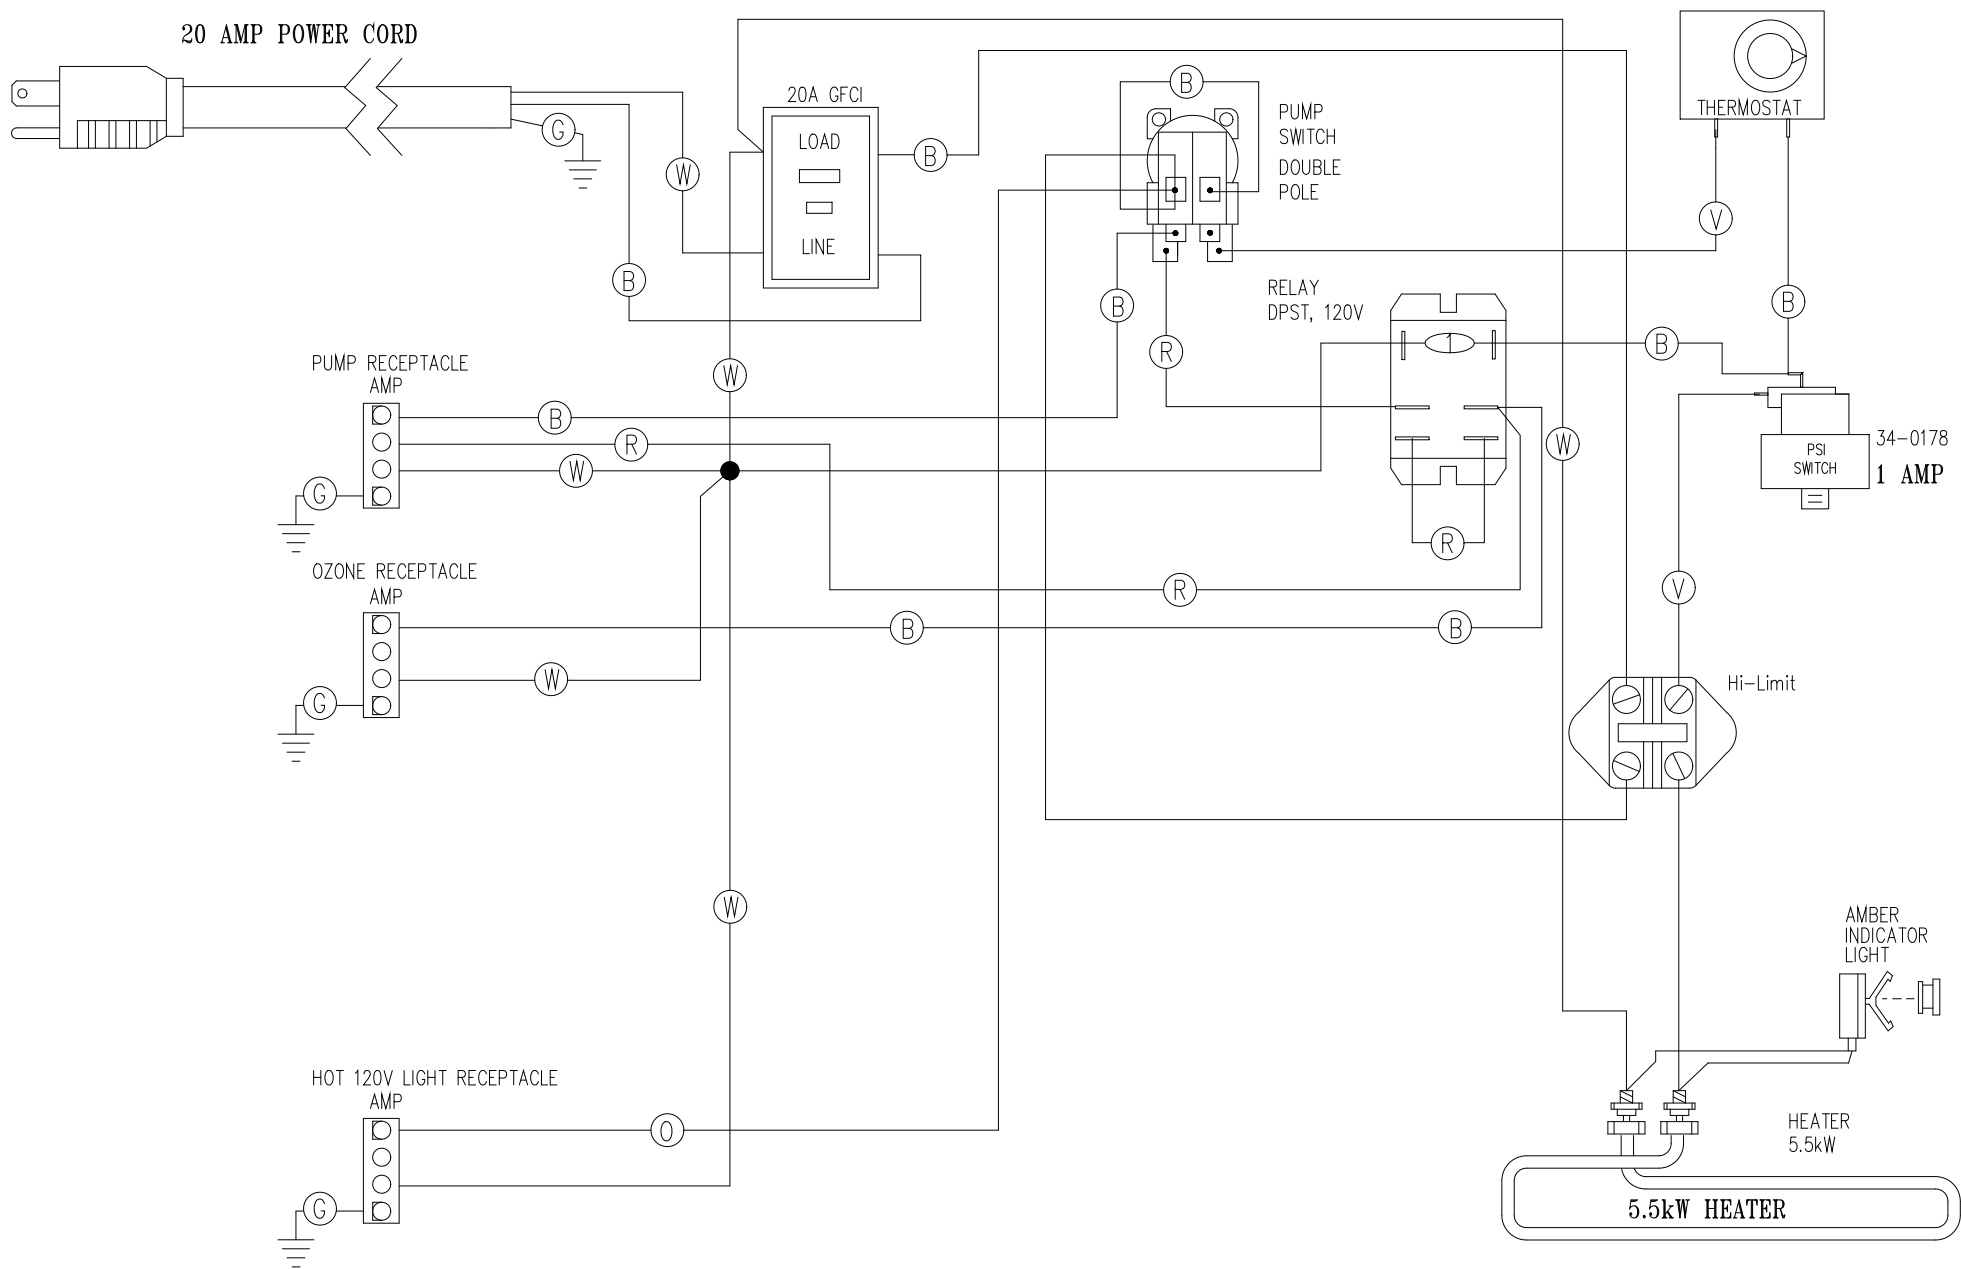 20 AMP POWER CORD
G
W
B
20A GFCI
LOAD
LINE
B
B
PUMP
SWITCH
DOUBLE
POLE
THERMOSTAT
V
B
B
R
RELAY
DPST, 120V
1
B
W
PSI
SWITCH
34-0178
1 AMP
W
PUMP RECEPTACLE
AMP
B
R
W
G
R
OZONE RECEPTACLE
AMP
B
B
W
G
R
V
Hi-Limit
W
AMBER
INDICATOR
LIGHT
HOT 120V LIGHT RECEPTACLE
AMP
O
G
HEATER
5.5kW
5.5kW HEATER